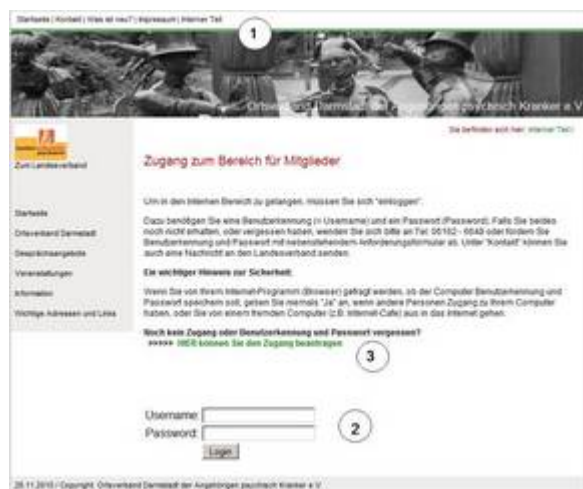 Startseite | Kontakt | Was ist neu? | Impressum | Interner Teil
1
Ortsverband Darmstadt der Angehörigen psychisch Kranker e.V.
Sie befinden sich hier: Interner Teil /
Zum Landesverband
Zugang zum Bereich für Mitglieder
Um in den Internen Bereich zu gelangen, müssen Sie sich "einloggen".
Startseite
Ortsverband Darmstadt
Gesprächsangebote
Veranstaltungen
Information
Wichtige Adressen und Links
Dazu benötigen Sie eine Benutzerkennung (= Username) und ein Passwort (Password). Falls Sie beides
noch nicht erhalten, oder vergessen haben, wenden Sie sich bitte an Tel. 06162 - 6648 oder fordern Sie
Benutzerkennung und Passwort mit nebenstehendem Anforderungsformular ab. Unter "Kontakt" können Sie
auch eine Nachricht an den Landesverband senden.
Ein wichtiger Hinweis zur Sicherheit:
Wenn Sie von Ihrem Internet-Programm (Browser) gefragt werden, ob der Computer Benutzerkennung und
Passwort speichern soll, geben Sie niemals "Ja" an, wenn andere Personen Zugang zu Ihrem Computer
haben, oder Sie von einem fremden Computer (z.B. Internet-Cafe) aus in das Internet gehen.
Noch kein Zugang oder Benutzerkennung und Passwort vergessen?
>>>>> HIER können Sie den Zugang beantragen
3
Username:
2
Password:
Login
26.11.2010 / Copyright: Ortsverband Darmstadt der Angehörigen psychisch Kranker e.V.